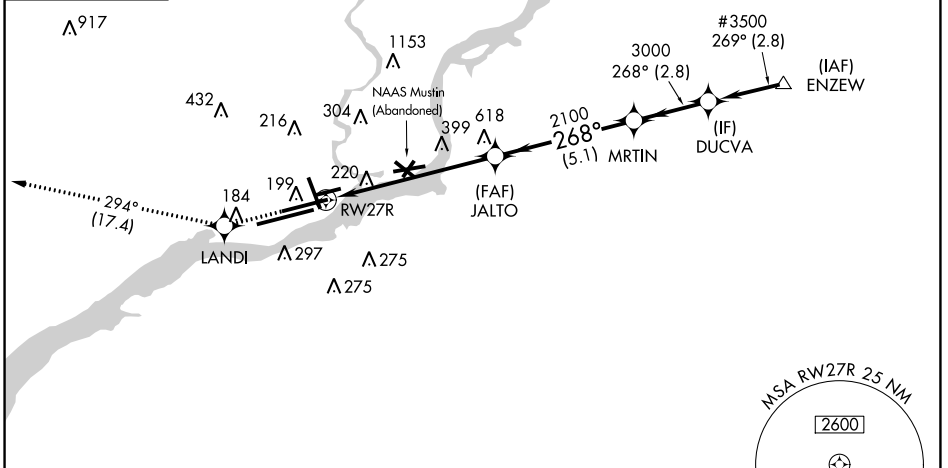 917
1153
NAAS Mustin
(Abandoned)
432
216
304
399
618
#3500
269° (2.8)
3000
268° (2.8)
(IAF)
ENZEW
2100
268°
(5.1)
MRTIN
(IF)
DUCVA
220
199
184
RW27R
(FAF)
JALTO
294°
(17.4)
LANDI
297
275
275
MSA RW27R 25 NM
2600